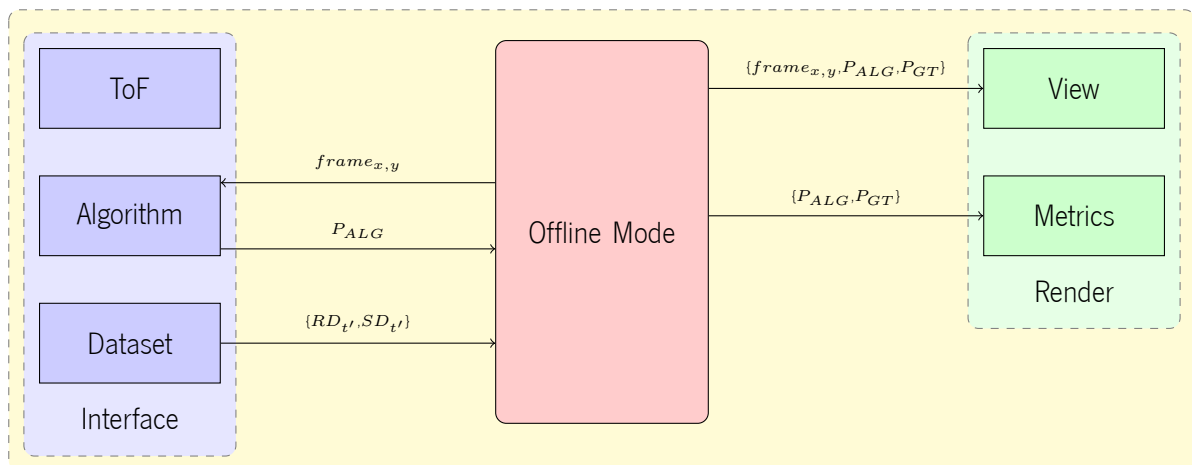 ToF
{frame_{x,y},P_{ALG},P_{GT}}
View
frame_{x,y}
Algorithm
P_{ALG}
Offline Mode
{P_{ALG},P_{GT}}
Metrics
Render
Dataset
{RD_{t′},SD_{t′}}
Interface